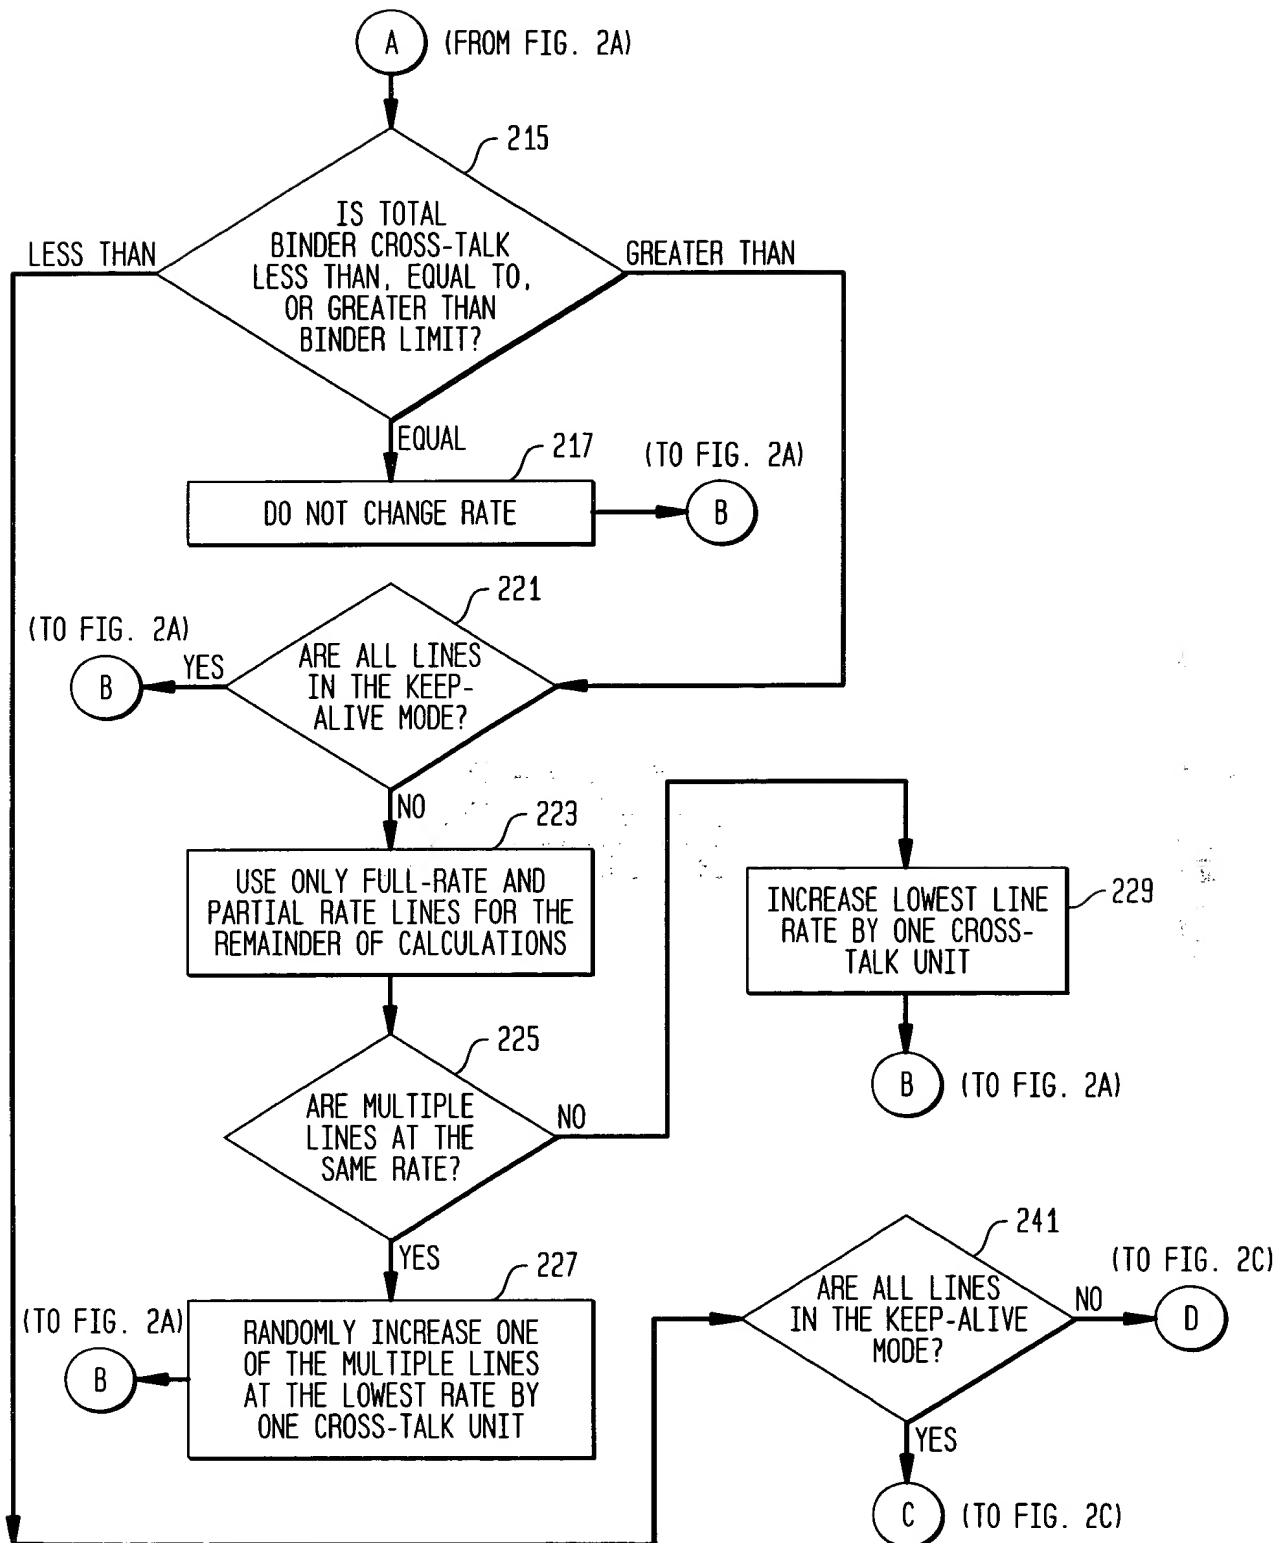 A (FROM FIG. 2A)
215
IS TOTAL
BINDER CROSS-TALK
LESS THAN, EQUAL TO,
OR GREATER THAN
BINDER LIMIT?
LESS THAN
GREATER THAN
EQUAL
217
DO NOT CHANGE RATE
(TO FIG. 2A)
B
221
ARE ALL LINES
IN THE KEEP-
ALIVE MODE?
(TO FIG. 2A)
YES
B
NO
223
USE ONLY FULL-RATE AND
PARTIAL RATE LINES FOR THE
REMAINDER OF CALCULATIONS
229
INCREASE LOWEST LINE
RATE BY ONE CROSS-
TALK UNIT
B (TO FIG. 2A)
225
ARE MULTIPLE
LINES AT THE
SAME RATE?
NO
YES
227
RANDOMLY INCREASE ONE
OF THE MULTIPLE LINES
AT THE LOWEST RATE BY
ONE CROSS-TALK UNIT
(TO FIG. 2A)
B
241
ARE ALL LINES
IN THE KEEP-ALIVE
MODE?
NO
(TO FIG. 2C)
D
YES
C (TO FIG. 2C)